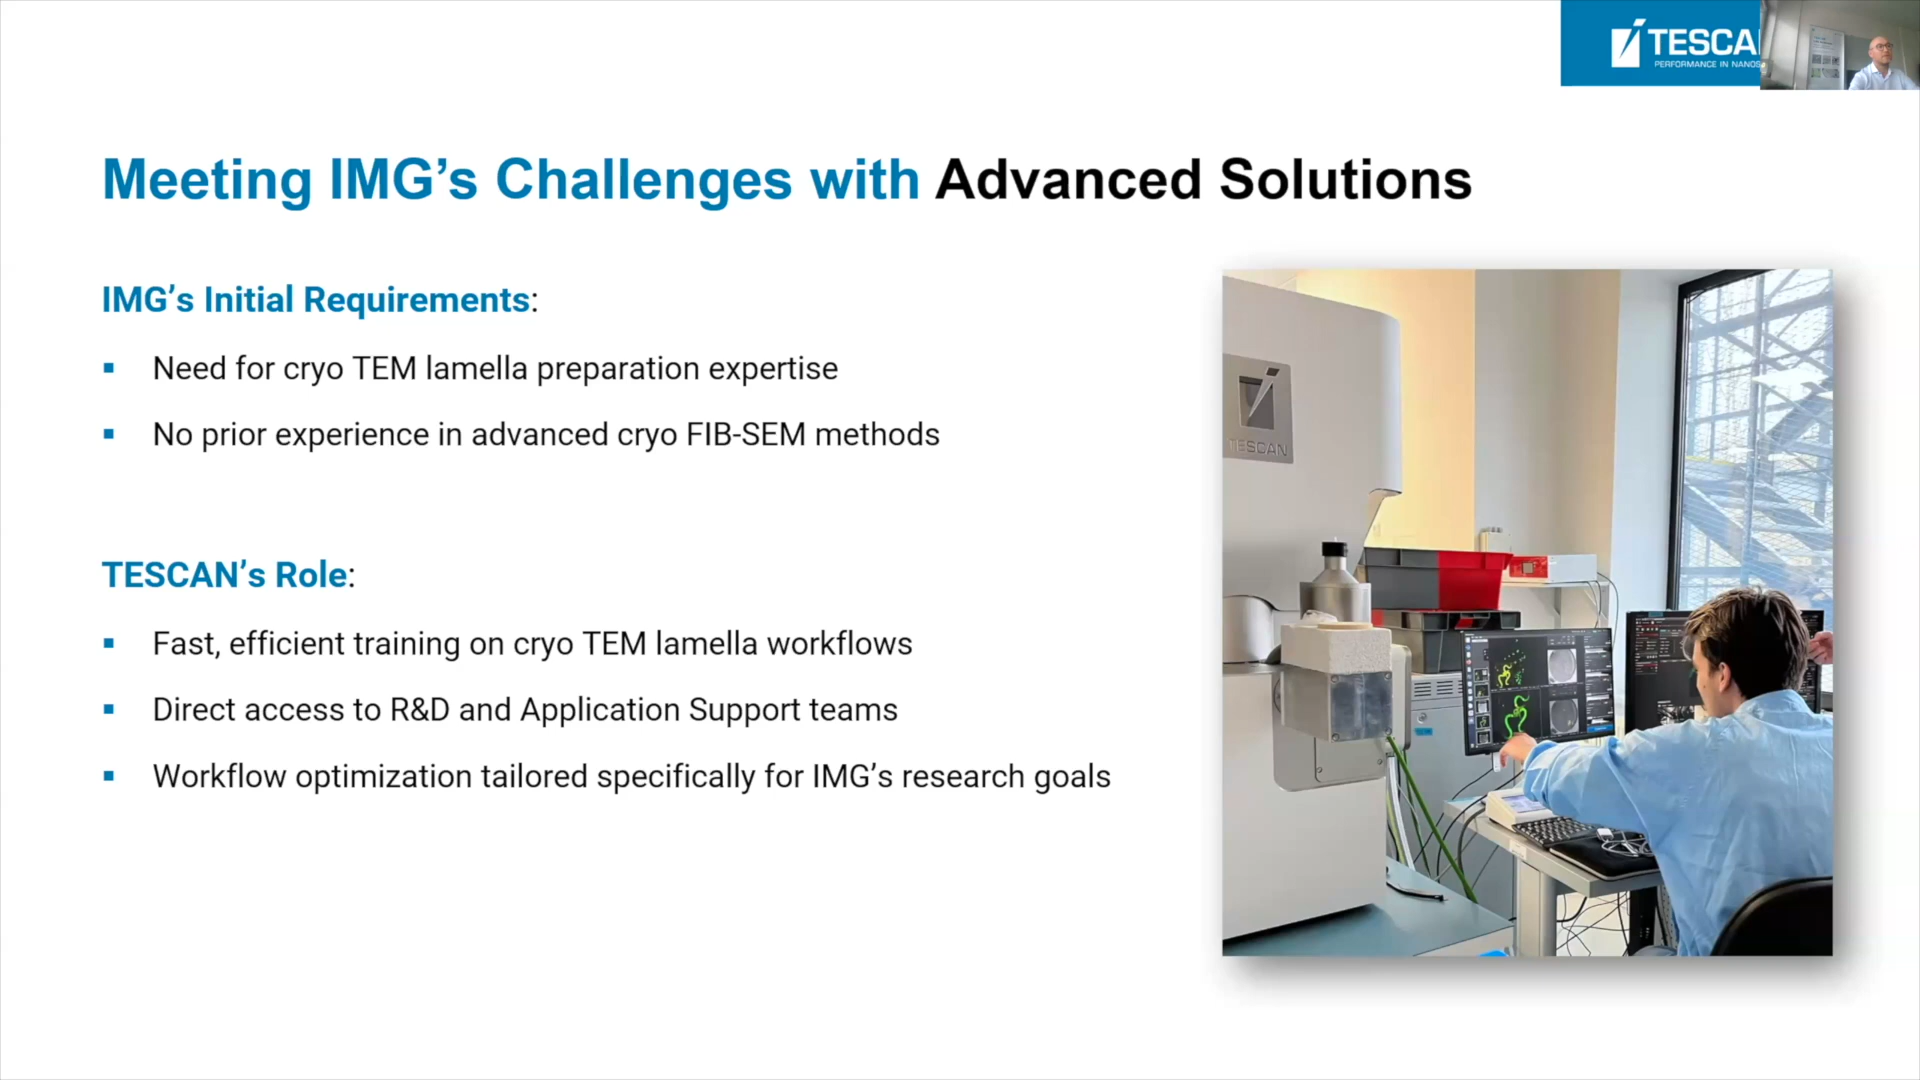 TESCA
PERFORMANCE IN NANOS
Meeting IMG’s Challenges with Advanced Solutions
IMG’s Initial Requirements:
▪ Need for cryo TEM lamella preparation expertise
▪ No prior experience in advanced cryo FIB-SEM methods
TESCAN’s Role:
▪ Fast, efficient training on cryo TEM lamella workflows
▪ Direct access to R&D and Application Support teams
▪ Workflow optimization tailored specifically for IMG’s research goals
TESCAN